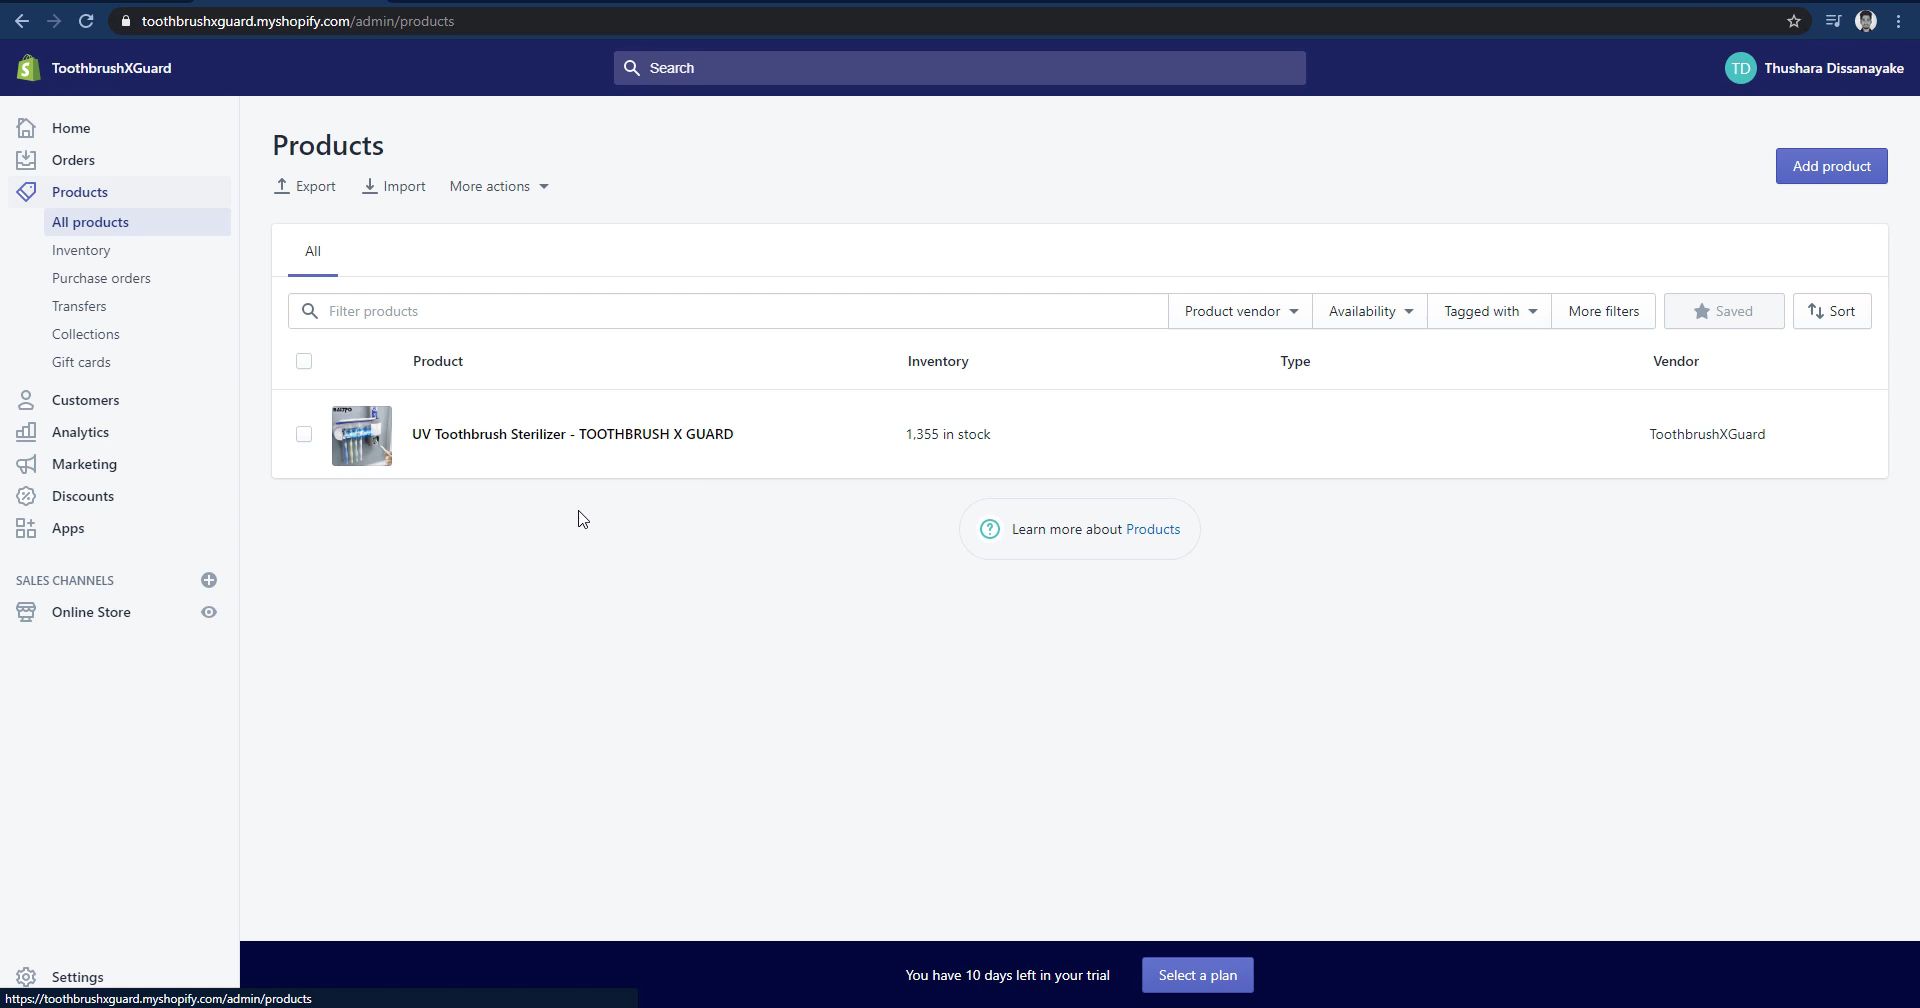 toothbrushxguard.myshopify.com/admin/products
ToothbrushXGuard
Search
TD
Thushara Dissanayake
Home
Orders
Products
All products
Inventory
Purchase orders
Transfers
Collections
Gift cards
Customers
Analytics
Marketing
Discounts
Apps
SALES CHANNELS
Online Store
Settings
Products
Export
Import
More actions
Add product
All
Filter products
Product vendor
Availability
Tagged with
More filters
Saved
Sort
Product
Inventory
Type
Vendor
UV Toothbrush Sterilizer - TOOTHBRUSH X GUARD
1,355 in stock
ToothbrushXGuard
Learn more about Products
You have 10 days left in your trial
Select a plan
https://toothbrushxguard.myshopify.com/admin/products